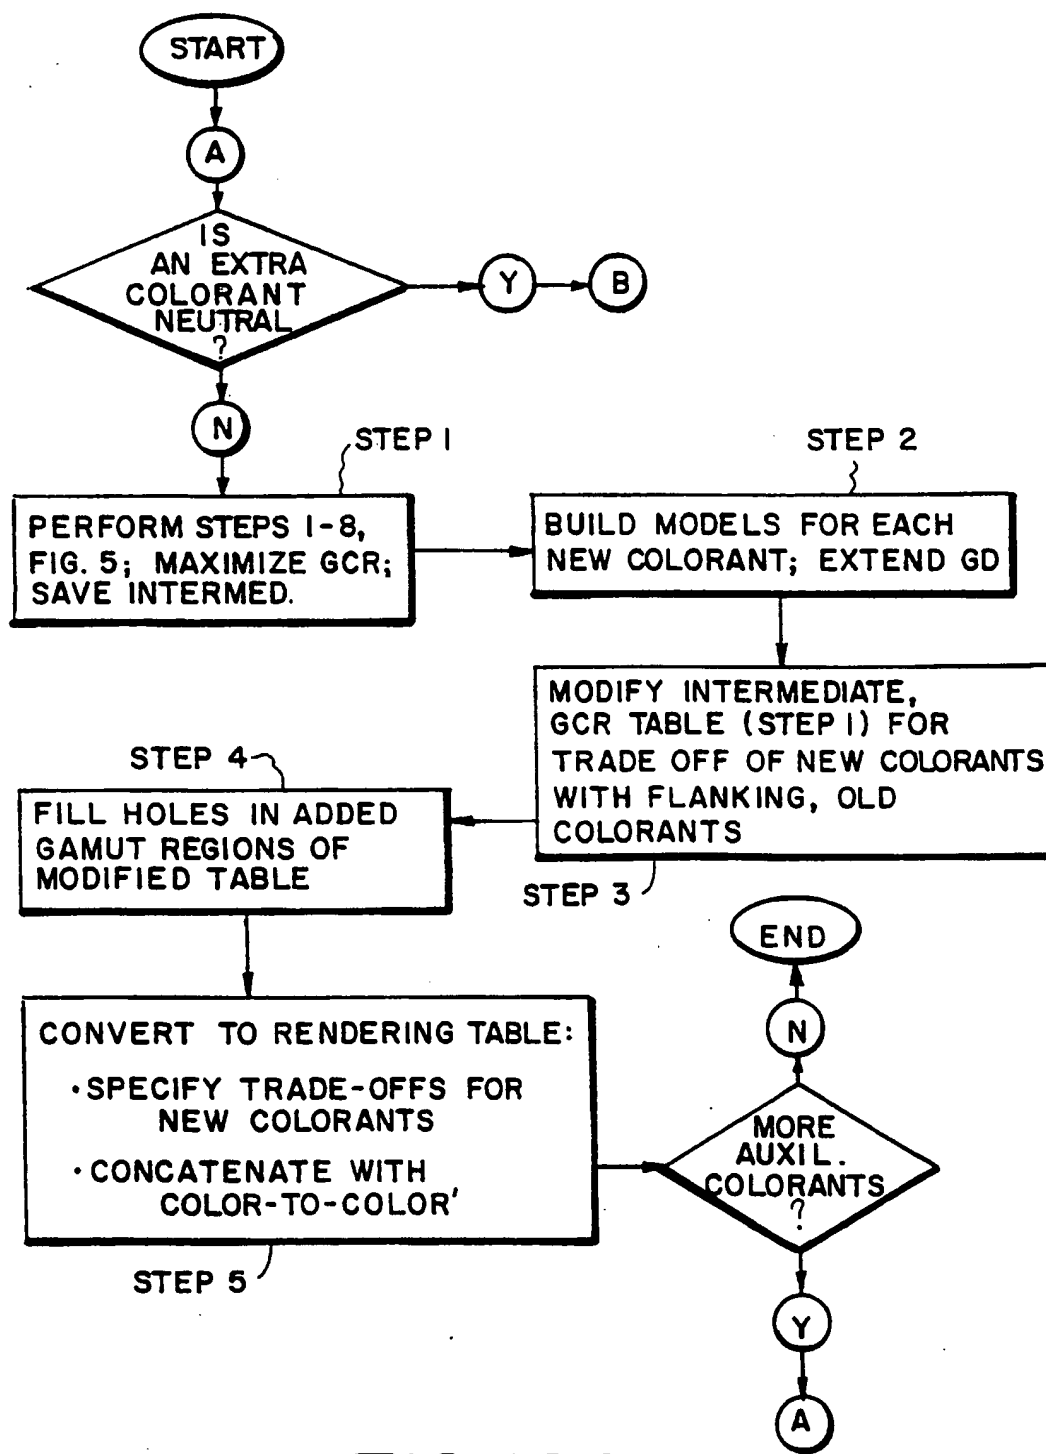 START
A
IS
AN EXTRA
COLORANT
NEUTRAL
?
Y
B
N
STEP 1
PERFORM STEPS 1-8,
FIG. 5; MAXIMIZE GCR;
SAVE INTERMED.
STEP 2
BUILD MODELS FOR EACH
NEW COLORANT; EXTEND GD
MODIFY INTERMEDIATE,
GCR TABLE (STEP 1) FOR
TRADE OFF OF NEW COLORANTS
WITH FLANKING, OLD
COLORANTS
STEP 3
STEP 4
FILL HOLES IN ADDED
GAMUT REGIONS OF
MODIFIED TABLE
CONVERT TO RENDERING TABLE:
·SPECIFY TRADE-OFFS FOR
NEW COLORANTS
·CONCATENATE WITH
COLOR-TO-COLOR'
STEP 5
END
N
MORE
AUXIL.
COLORANTS
?
Y
A